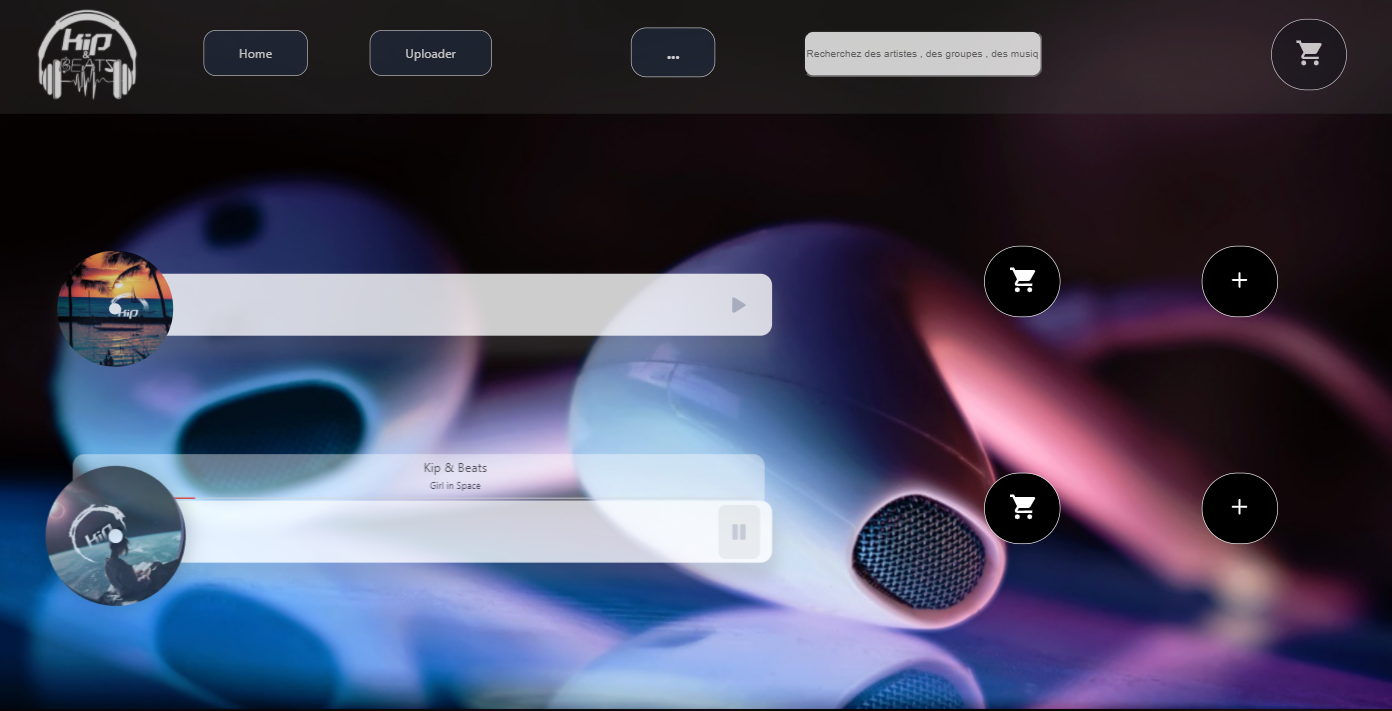 Kip
&
BEATS
Home
Uploader
...
Recherchez des artistes , des groupes , des musiq
Kip
Kip & Beats
Girl in Space
Kip